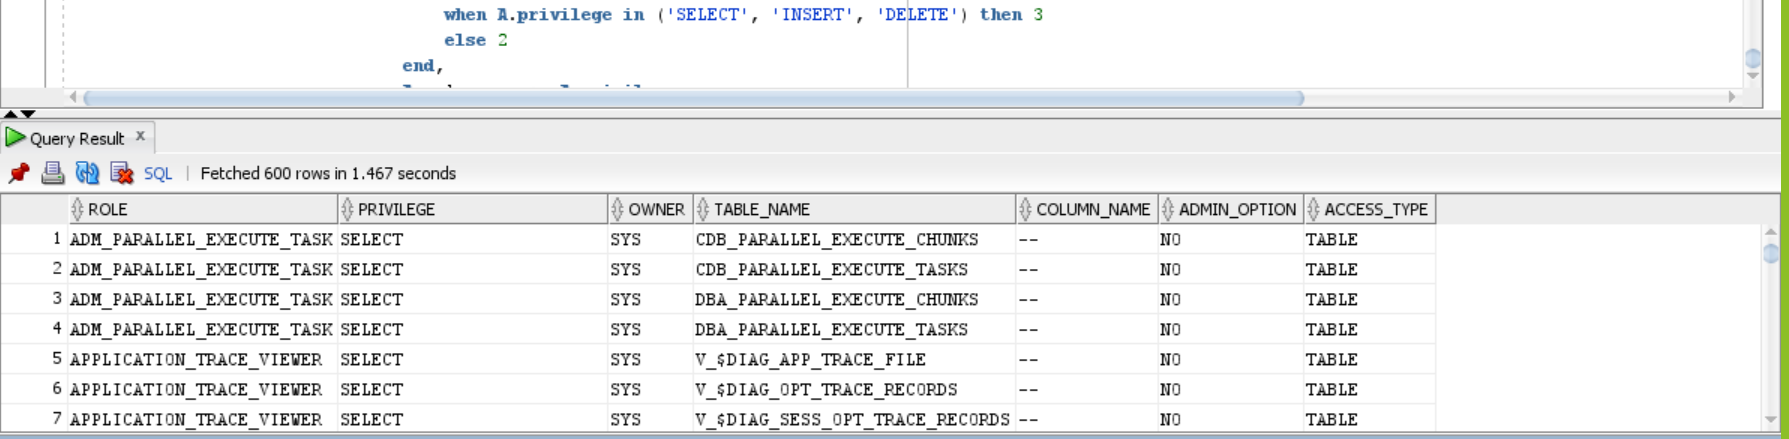 when A.privilege in ('SELECT', 'INSERT', 'DELETE') then 3
else 2
end,
Query Result x
SQL | Fetched 600 rows in 1.467 seconds
ROLE PRIVILEGE OWNER TABLE_NAME COLUMN_NAME ADMIN_OPTION ACCESS_TYPE
1 ADM_PARALLEL_EXECUTE_TASK SELECT SYS CDB_PARALLEL_EXECUTE_CHUNKS -- NO TABLE
2 ADM_PARALLEL_EXECUTE_TASK SELECT SYS CDB_PARALLEL_EXECUTE_TASKS -- NO TABLE
3 ADM_PARALLEL_EXECUTE_TASK SELECT SYS DBA_PARALLEL_EXECUTE_CHUNKS -- NO TABLE
4 ADM_PARALLEL_EXECUTE_TASK SELECT SYS DBA_PARALLEL_EXECUTE_TASKS -- NO TABLE
5 APPLICATION_TRACE_VIEWER SELECT SYS V_$DIAG_APP_TRACE_FILE -- NO TABLE
6 APPLICATION_TRACE_VIEWER SELECT SYS V_$DIAG_OPT_TRACE_RECORDS -- NO TABLE
7 APPLICATION_TRACE_VIEWER SELECT SYS V_$DIAG_SESS_OPT_TRACE_RECORDS -- NO TABLE